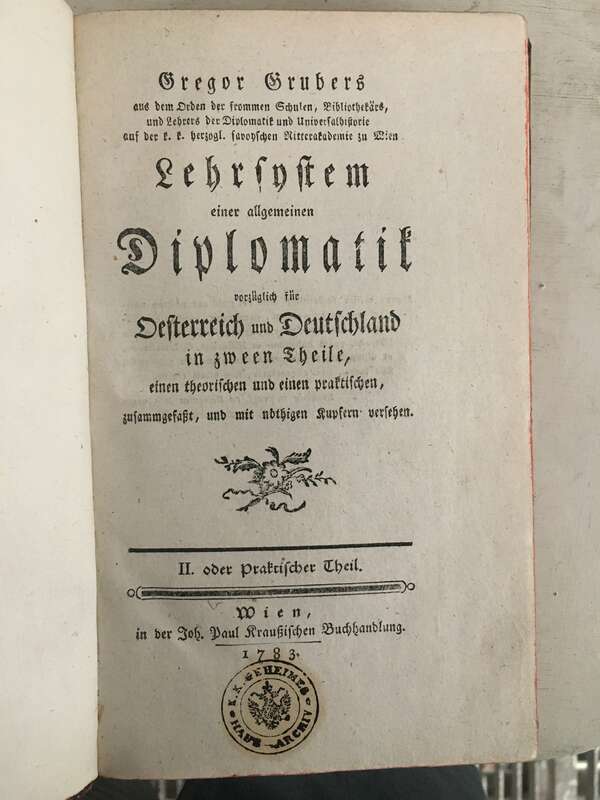 Gregor Grubers
aus dem Orden der frommen Schulen, Bibliothekärs,
und Lehrers der Diplomatik und Universalhistorie
auf der k. k. herzogl. savoyschen Ritterakademie zu Wien
Lehrsystem
einer allgemeinen
Diplomatik
vorzüglich für
Oesterreich und Deutschland
in zween Theile,
einen theorischen und einen praktischen,
zusammgefaßt, und mit nöthigen Kupfern versehen.
II. oder Praktischer Theil.
Wien,
in der Joh. Paul Kraußischen Buchhandlung.
1783.
K. K. GEHEIMES
HAUS-ARCHIV